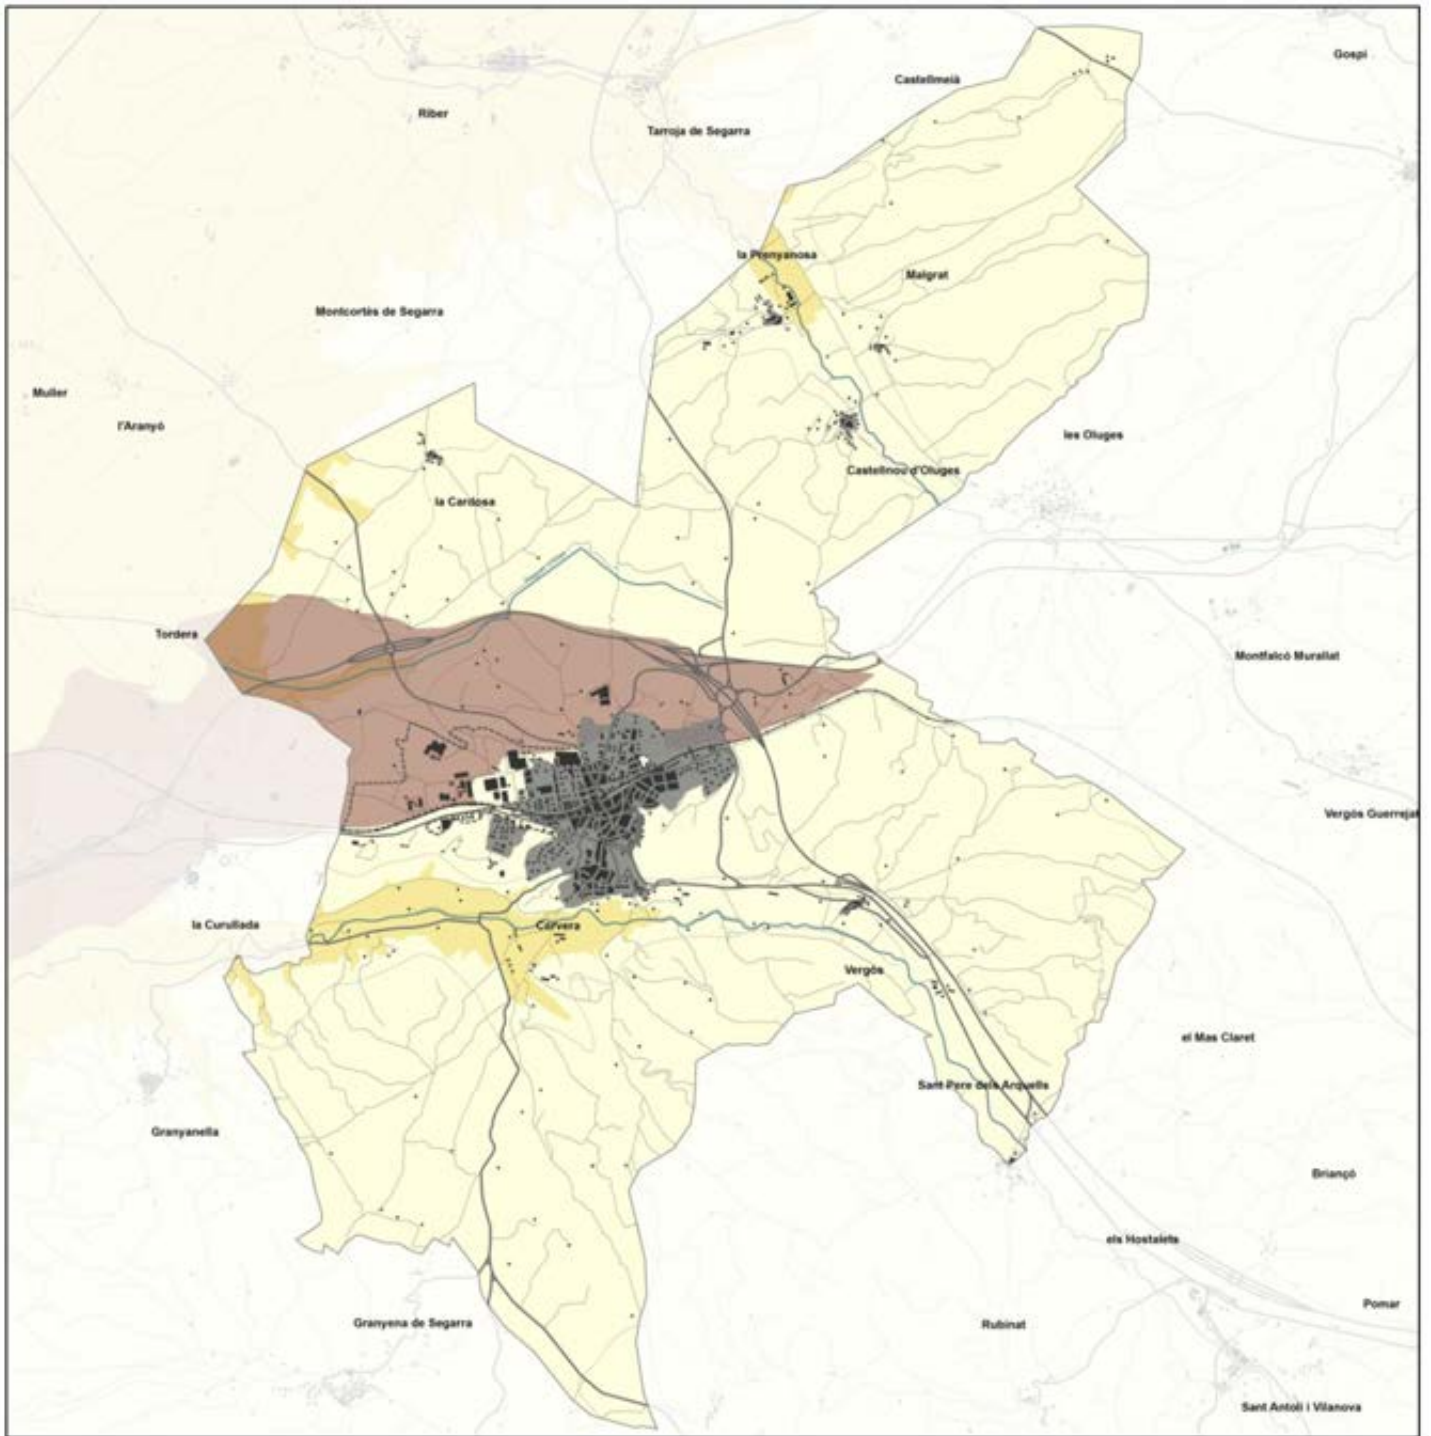 Gospi
Castellmeià
Riber
Tarroja de Segarra
la Prenyanosa
Malgrat
Montcortès de Segarra
Muller
l'Aranyó
les Oluges
Castellnou d'Oluges
la Cardosa
Tordera
Montfalcó Murallat
Vergós Guerrejat
la Curullada
Cervera
Vergós
el Mas Claret
Sant Pere dels Arquells
Granyanella
Briançó
els Hostalets
Pomar
Granyena de Segarra
Rubinat
Sant Antolí i Vilanova